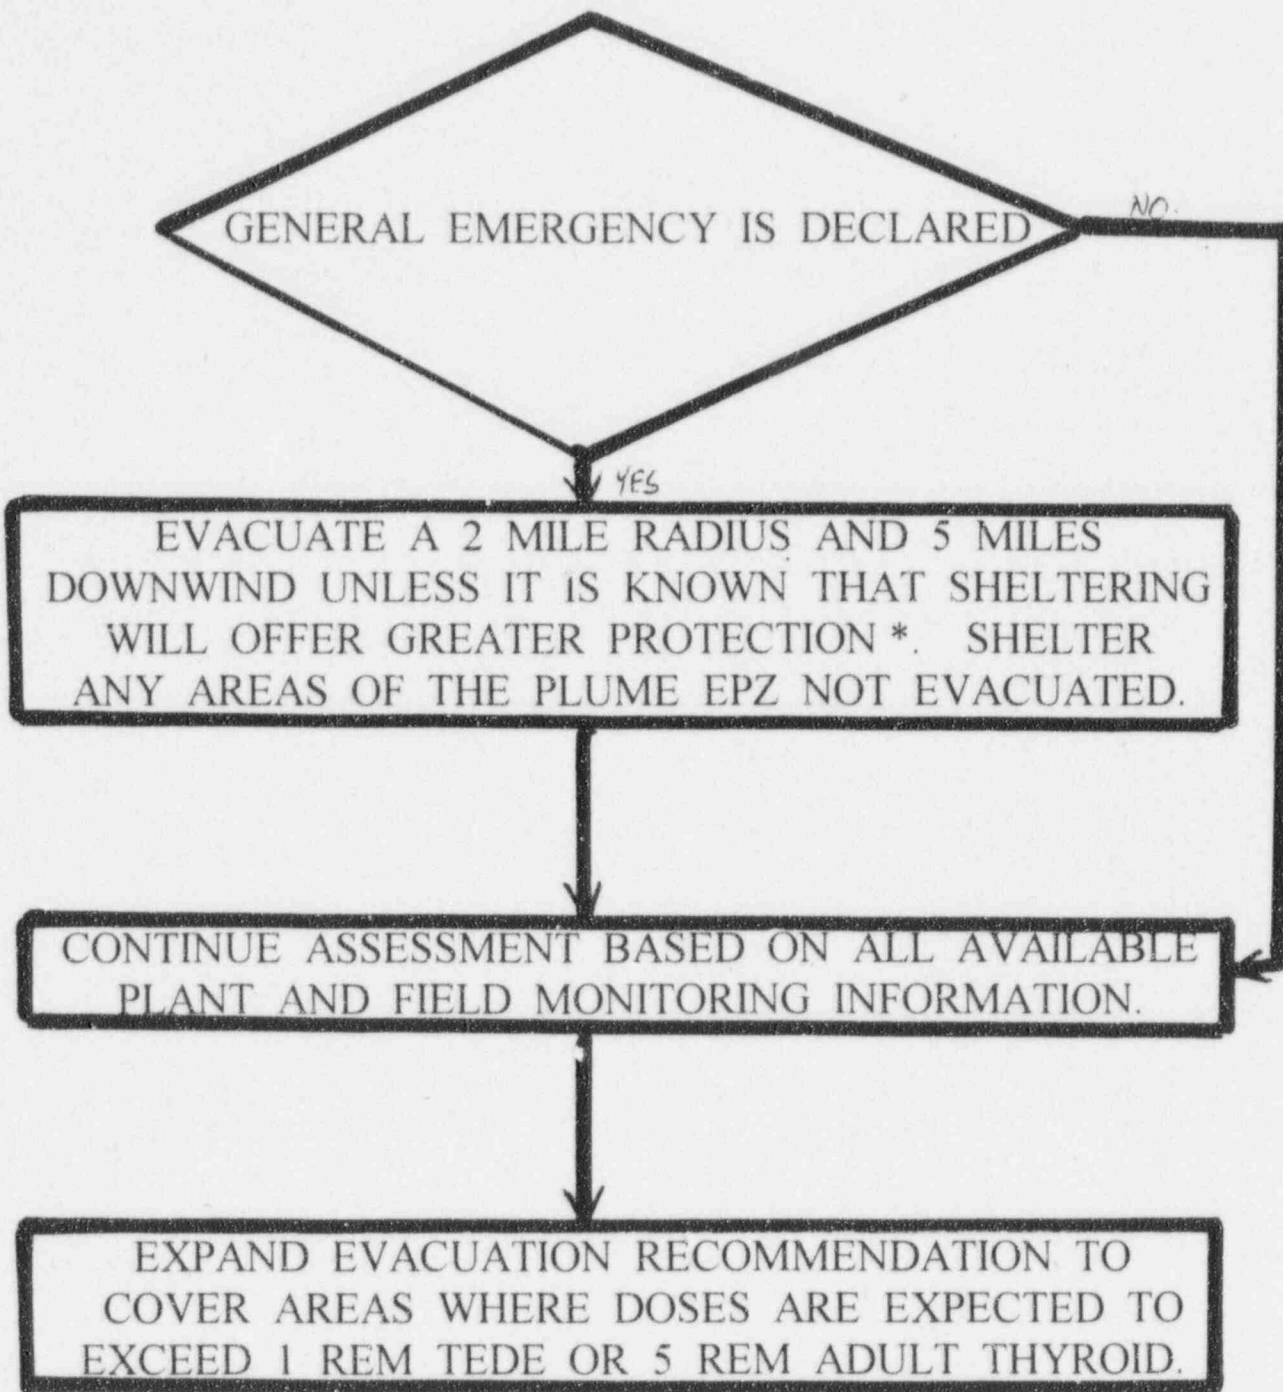 GENERAL EMERGENCY IS DECLARED
NO.
YES
EVACUATE A 2 MILE RADIUS AND 5 MILES
DOWNWIND UNLESS IT IS KNOWN THAT SHELTERING
WILL OFFER GREATER PROTECTION *. SHELTER
ANY AREAS OF THE PLUME EPZ NOT EVACUATED.
CONTINUE ASSESSMENT BASED ON ALL AVAILABLE
PLANT AND FIELD MONITORING INFORMATION.
EXPAND EVACUATION RECOMMENDATION TO
COVER AREAS WHERE DOSES ARE EXPECTED TO
EXCEED 1 REM TEDE OR 5 REM ADULT THYROID.